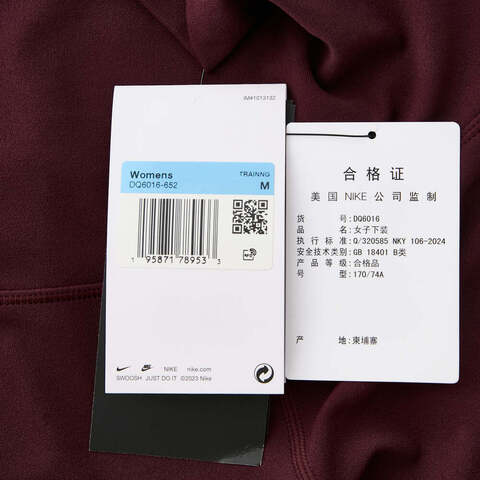 IM41013132
Womens
DQ6016-652
TRAINNG
M
1 95871 78953 3
NFC
NIKE nike.com
SWOOSH JUST DO IT ©2023 Nike
合格证
美国 NIKE 公司监制
货号:DQ6016
品名:女子下装
执行标准:Q/320585 NKY 106-2024
安全技术类别:GB 18401 B类
产品等级:合格品
号型:170/74A
产地:柬埔寨